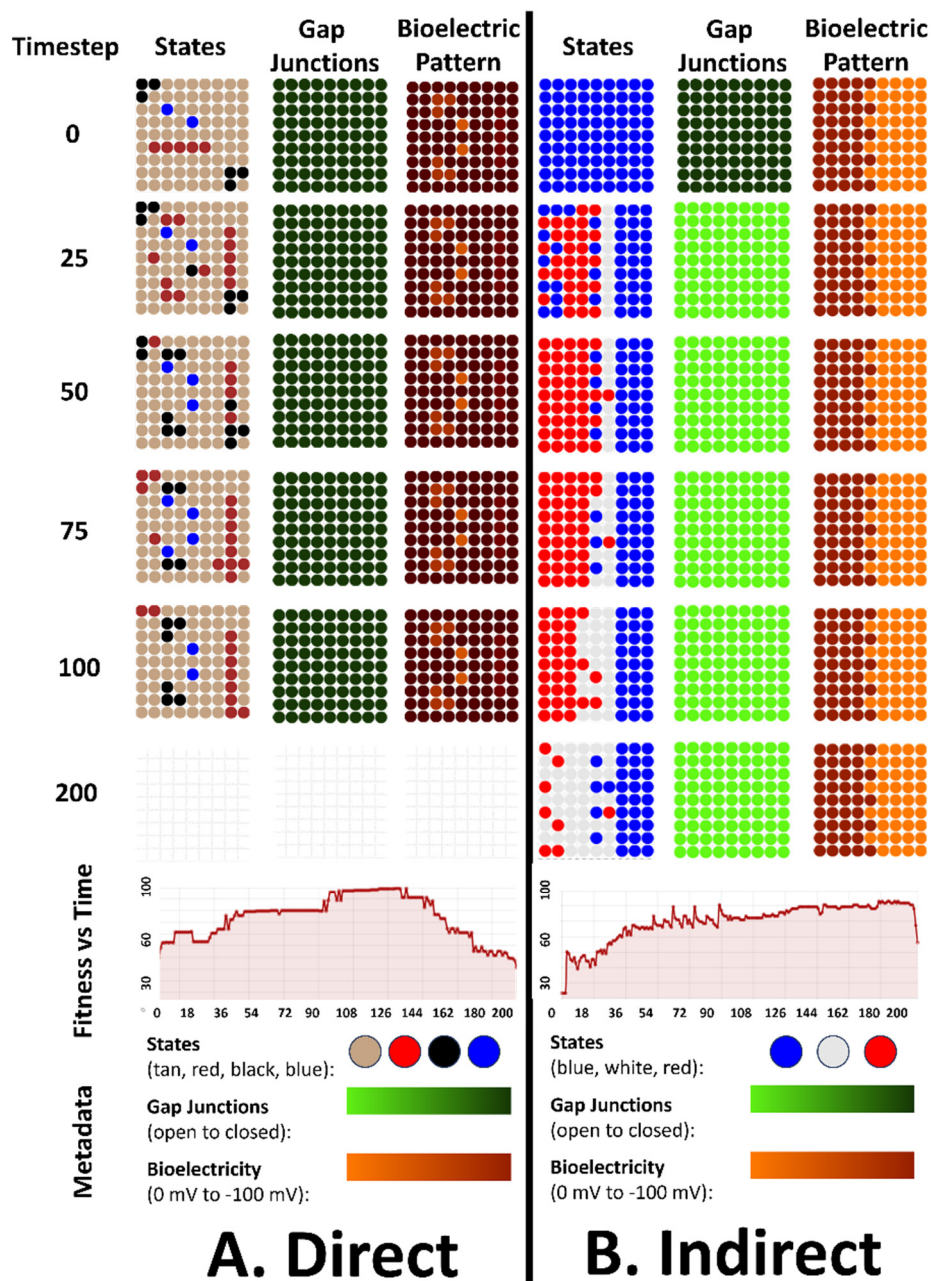 Timestep States Gap Junctions Bioelectric Pattern States Gap Junctions Bioelectric Pattern
0
25
50
75
100
200
Fitness vs Time
100
60
30
0
0 18 36 54 72 90 108 126 144 162 180 200
100
60
30
0 18 36 54 72 90 108 126 144 162 180 200
Metadata
States
(tan, red, black, blue):
Gap Junctions
(open to closed):
Bioelectricity
(0 mV to -100 mV):
A. Direct
States
(blue, white, red):
Gap Junctions
(open to closed):
Bioelectricity
(0 mV to -100 mV):
B. Indirect